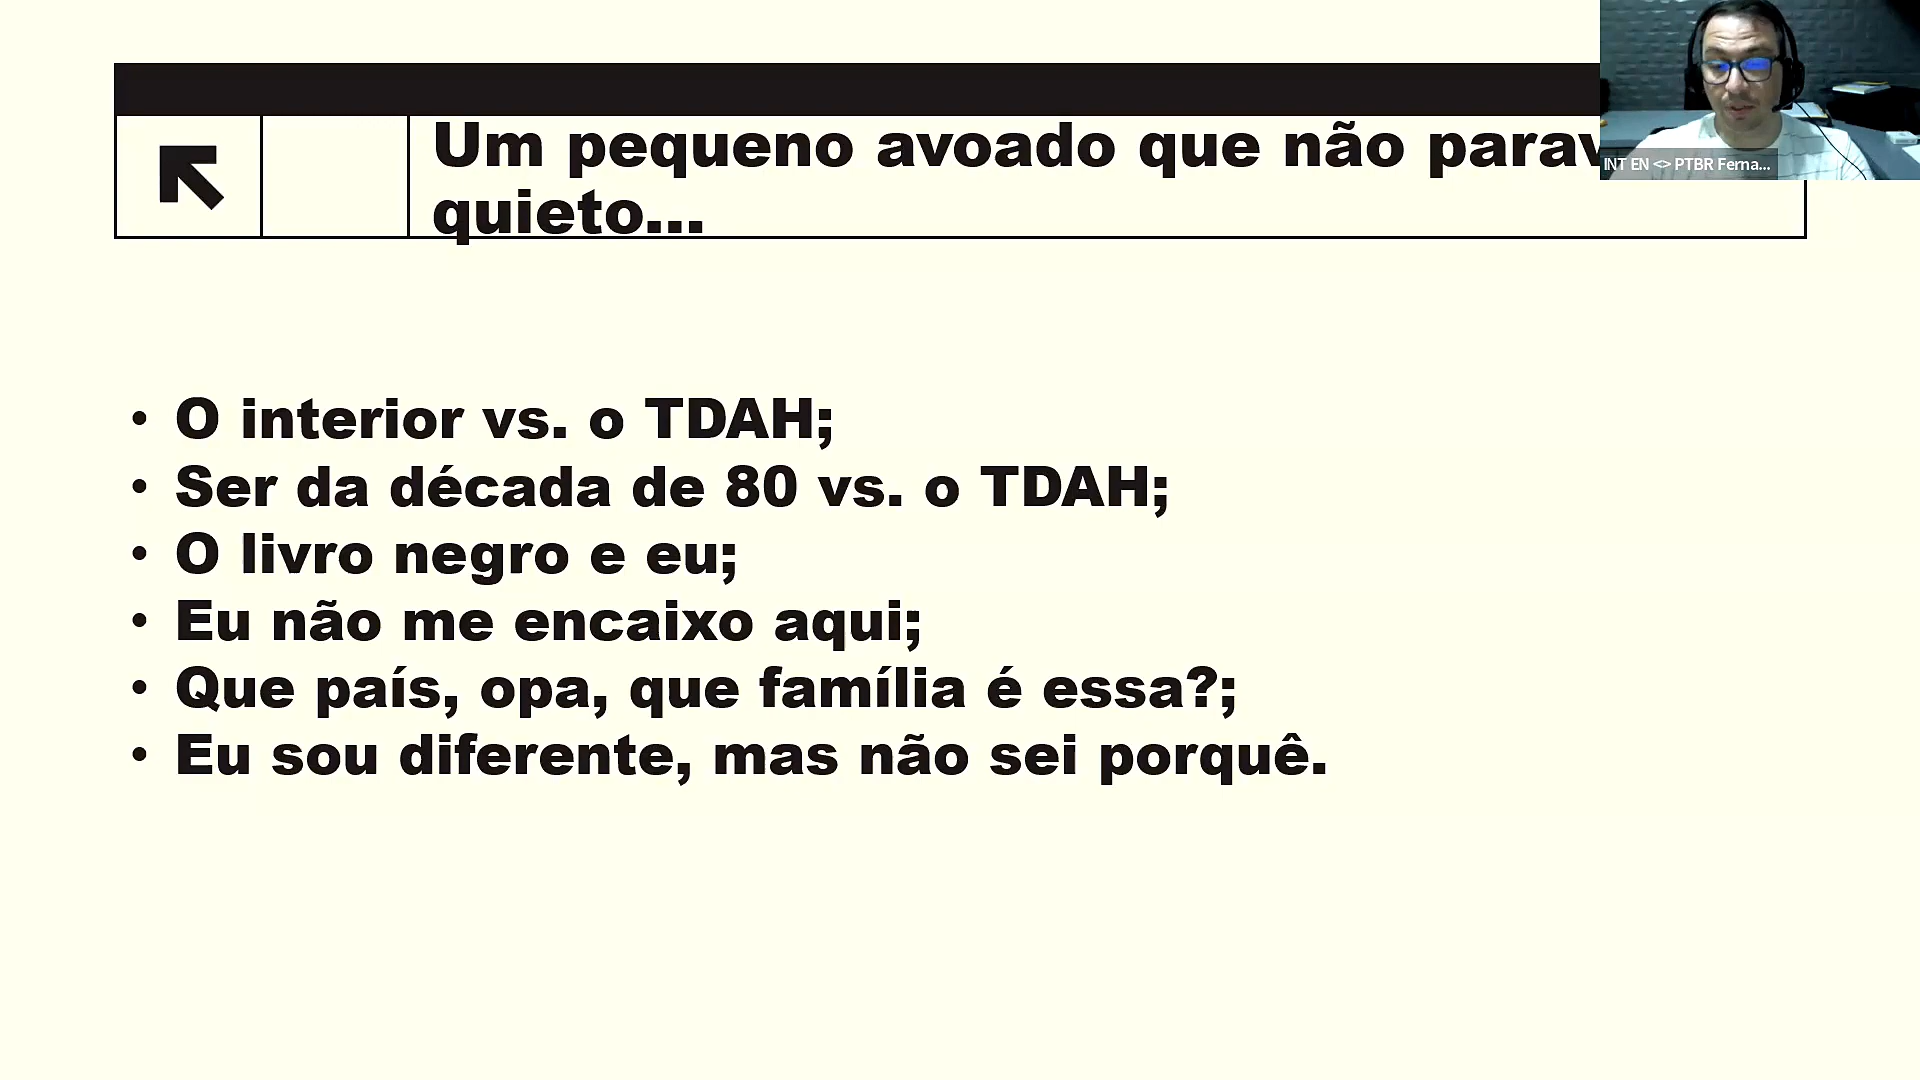 Um pequeno avoado que não parav
quieto...
INT EN <> PTBR Ferna...
• O interior vs. o TDAH;
• Ser da década de 80 vs. o TDAH;
• O livro negro e eu;
• Eu não me encaixo aqui;
• Que país, opa, que família é essa?;
• Eu sou diferente, mas não sei porquê.